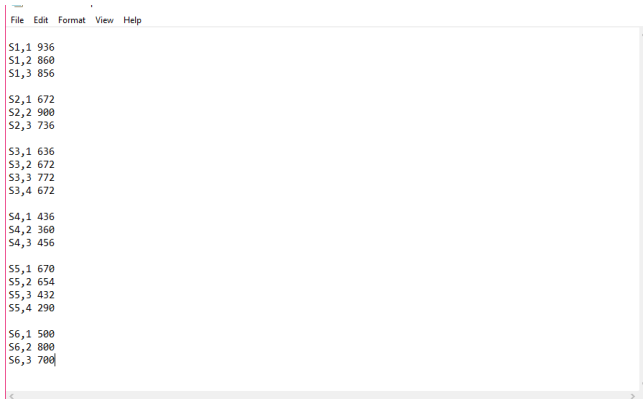 File Edit Format View Help
S1,1 936
S1,2 860
S1,3 856
S2,1 672
S2,2 900
S2,3 736
S3,1 636
S3,2 672
S3,3 772
S3,4 672
S4,1 436
S4,2 360
S4,3 456
S5,1 670
S5,2 654
S5,3 432
S5,4 290
S6,1 500
S6,2 800
S6,3 700